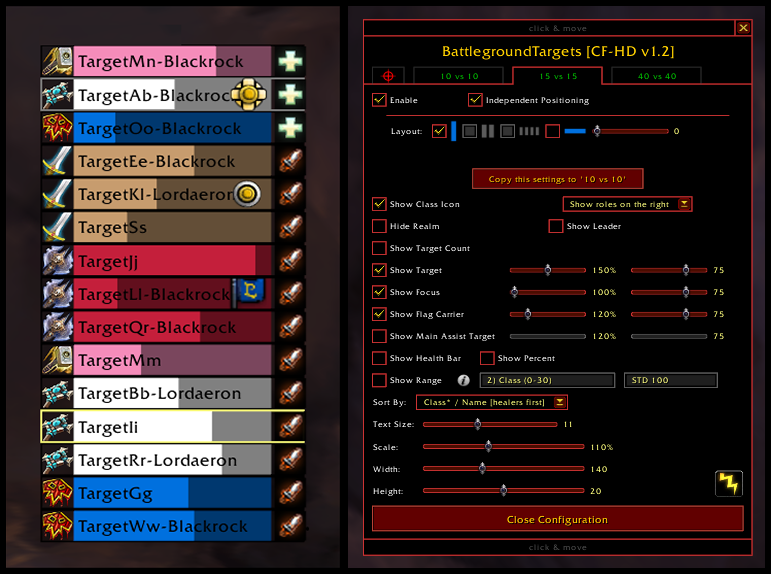 TargetMn-Blackrock
TargetAb-Blackroc
TargetOo-Blackrock
TargetEe-Blackrock
TargetKl-Lordaeron
TargetSs
TargetJj
TargetLl-Blackrock
TargetQr-Blackrock
TargetMm
TargetBb-Lordaeron
TargetIi
TargetRr-Lordaeron
TargetGg
TargetWw-Blackrock
click & move
BattlegroundTargets [CF-HD v1.2]
10 vs 10 15 vs 15 40 vs 40
Enable Independent Positioning
Layout: 0
Copy this settings to '10 vs 10'
Show Class Icon Show roles on the right
Hide Realm Show Leader
Show Target Count
Show Target 150% 75
Show Focus 100% 75
Show Flag Carrier 120% 75
Show Main Assist Target 120% 75
Show Health Bar Show Percent
Show Range i 2) Class (0-30) STD 100
Sort By: Class* / Name [healers first]
Text Size: 11
Scale: 110%
Width: 140
Height: 20
Close Configuration
click & move